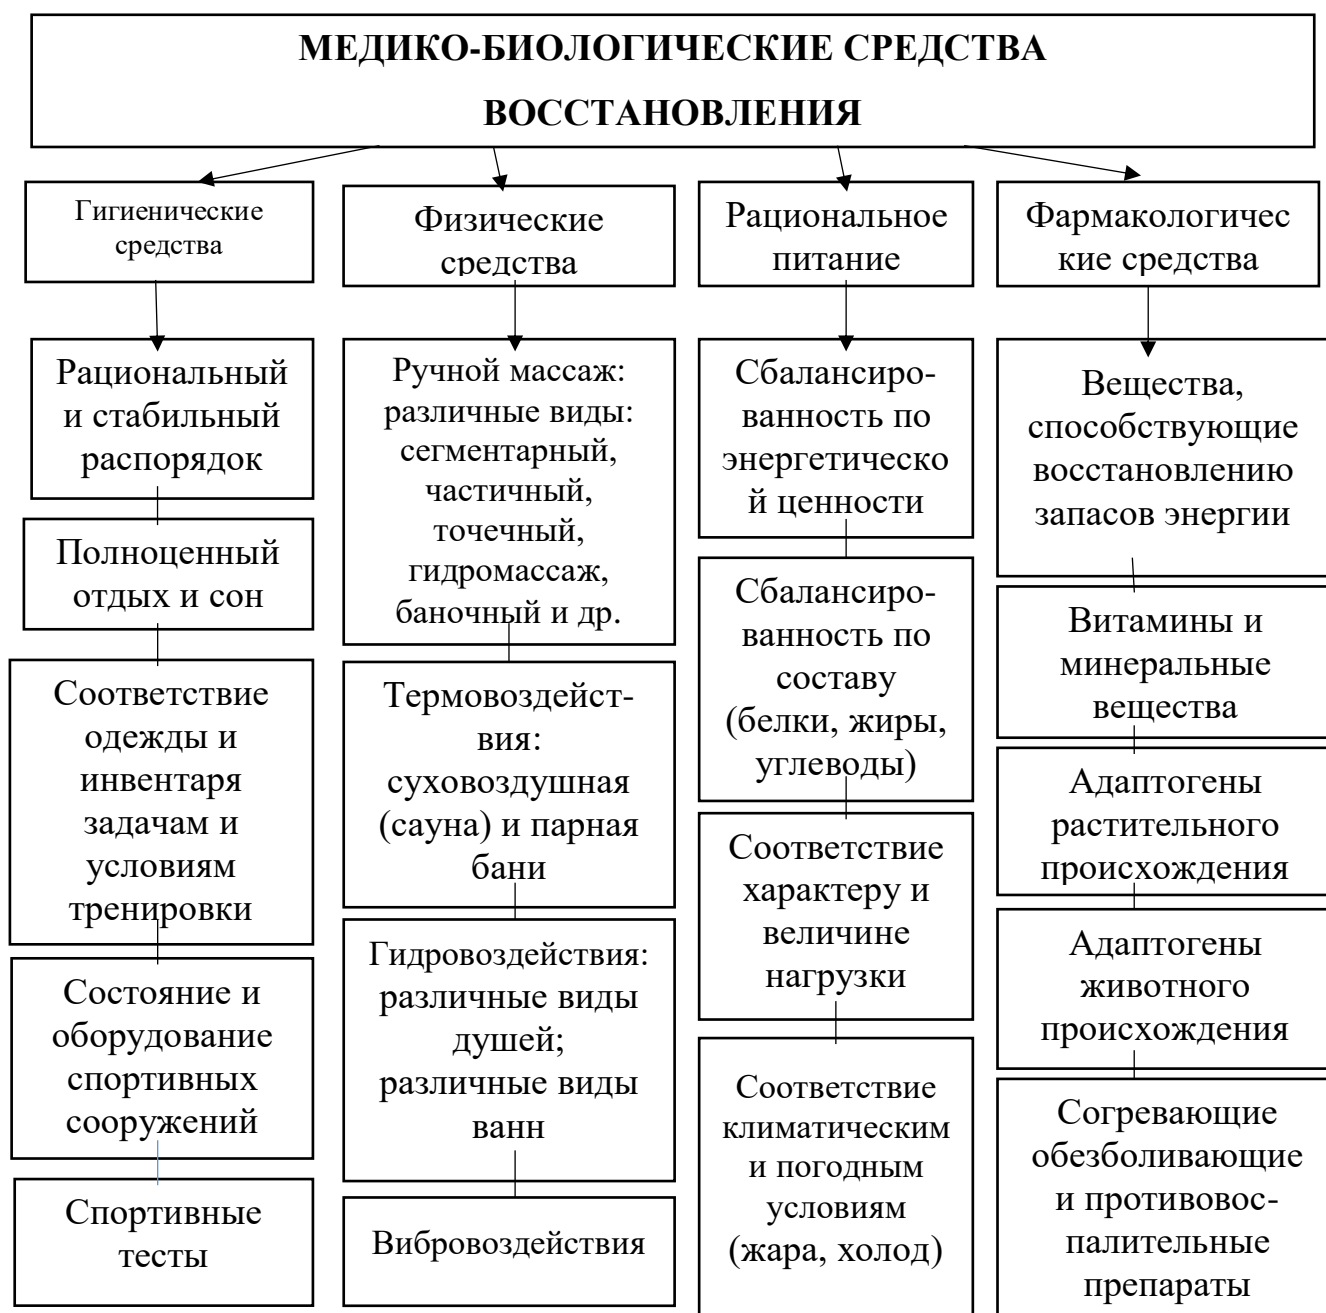 МЕДИКО-БИОЛОГИЧЕСКИЕ СРЕДСТВА
ВОССТАНОВЛЕНИЯ
Гигиенические
средства
Физические
средства
Рациональное
питание
Фармакологичес
кие средства
Рациональный
и стабильный
распорядок
Полноценный
отдых и сон
Соответствие
одежды и
инвентаря
задачам и
условиям
тренировки
Состояние и
оборудование
спортивных
сооружений
Спортивные
тесты
Ручной массаж:
различные виды:
сегментарный,
частичный,
точечный,
гидромассаж,
баночный и др.
Термовоздейст-
вия:
суховоздушная
(сауна) и парная
бани
Гидровоздействия:
различные виды
душей;
различные виды
ванн
Вибровоздействия
Сбалансиро-
ванность по
энергетическо
й ценности
Сбалансиро-
ванность по
составу
(белки, жиры,
углеводы)
Соответствие
характеру и
величине
нагрузки
Соответствие
климатическим
и погодным
условиям
(жара, холод)
Вещества,
способствующие
восстановлению
запасов энергии
Витамины и
минеральные
вещества
Адаптогены
растительного
происхождения
Адаптогены
животного
происхождения
Согревающие
обезболивающие
и противовос-
палительные
препараты